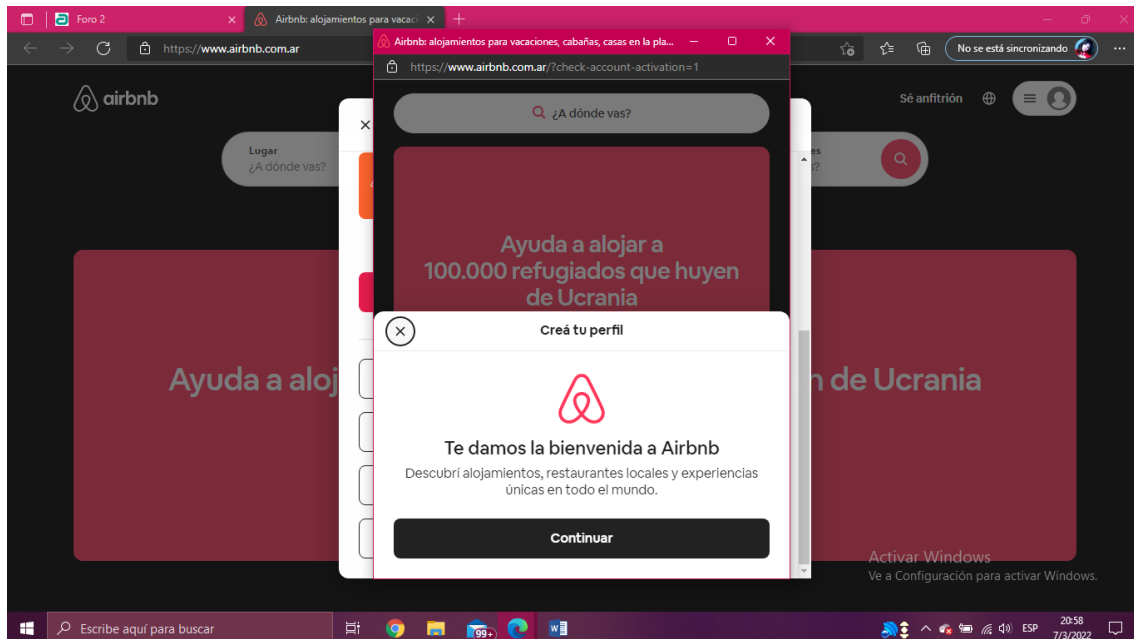 Foro 2
Airbnb: alojamientos para vacaci
https://www.airbnb.com.ar
No se está sincronizando
airbnb
Sé anfitrión
Lugar
¿A dónde vas?
es
s?
Ayuda a aloj
n de Ucrania
Airbnb: alojamientos para vacaciones, cabañas, casas en la pla...
https://www.airbnb.com.ar/?check-account-activation=1
¿A dónde vas?
Ayuda a alojar a
100.000 refugiados que huyen
de Ucrania
Creá tu perfil
Te damos la bienvenida a Airbnb
Descubrí alojamientos, restaurantes locales y experiencias
únicas en todo el mundo.
Continuar
Activar Windows
Ve a Configuración para activar Windows.
Escribe aquí para buscar
99+
ESP
20:58
7/3/2022